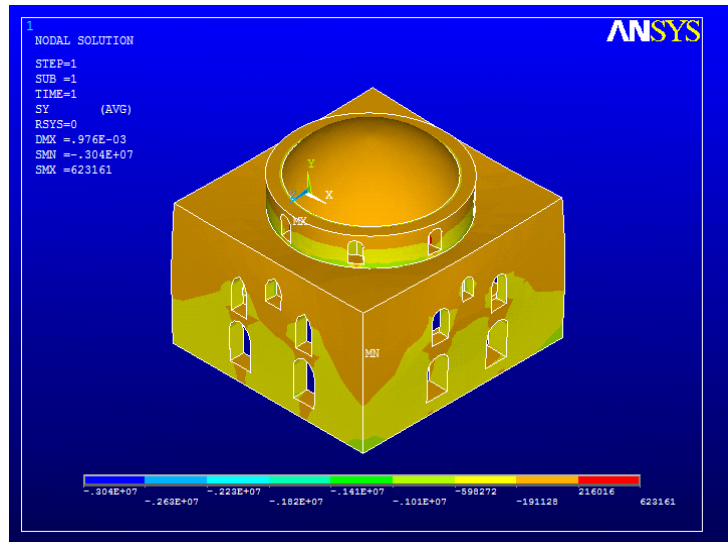 1
ANSYS
NODAL SOLUTION
STEP=1
SUB =1
TIME=1
SY (AVG)
RSYS=0
DMX =.976E-03
SMN =-.304E+07
SMX =623161
Y
X
MX
MN
-.304E+07 -.223E+07 -.141E+07 -598272 216016
-.263E+07 -.182E+07 -.101E+07 -191128 623161